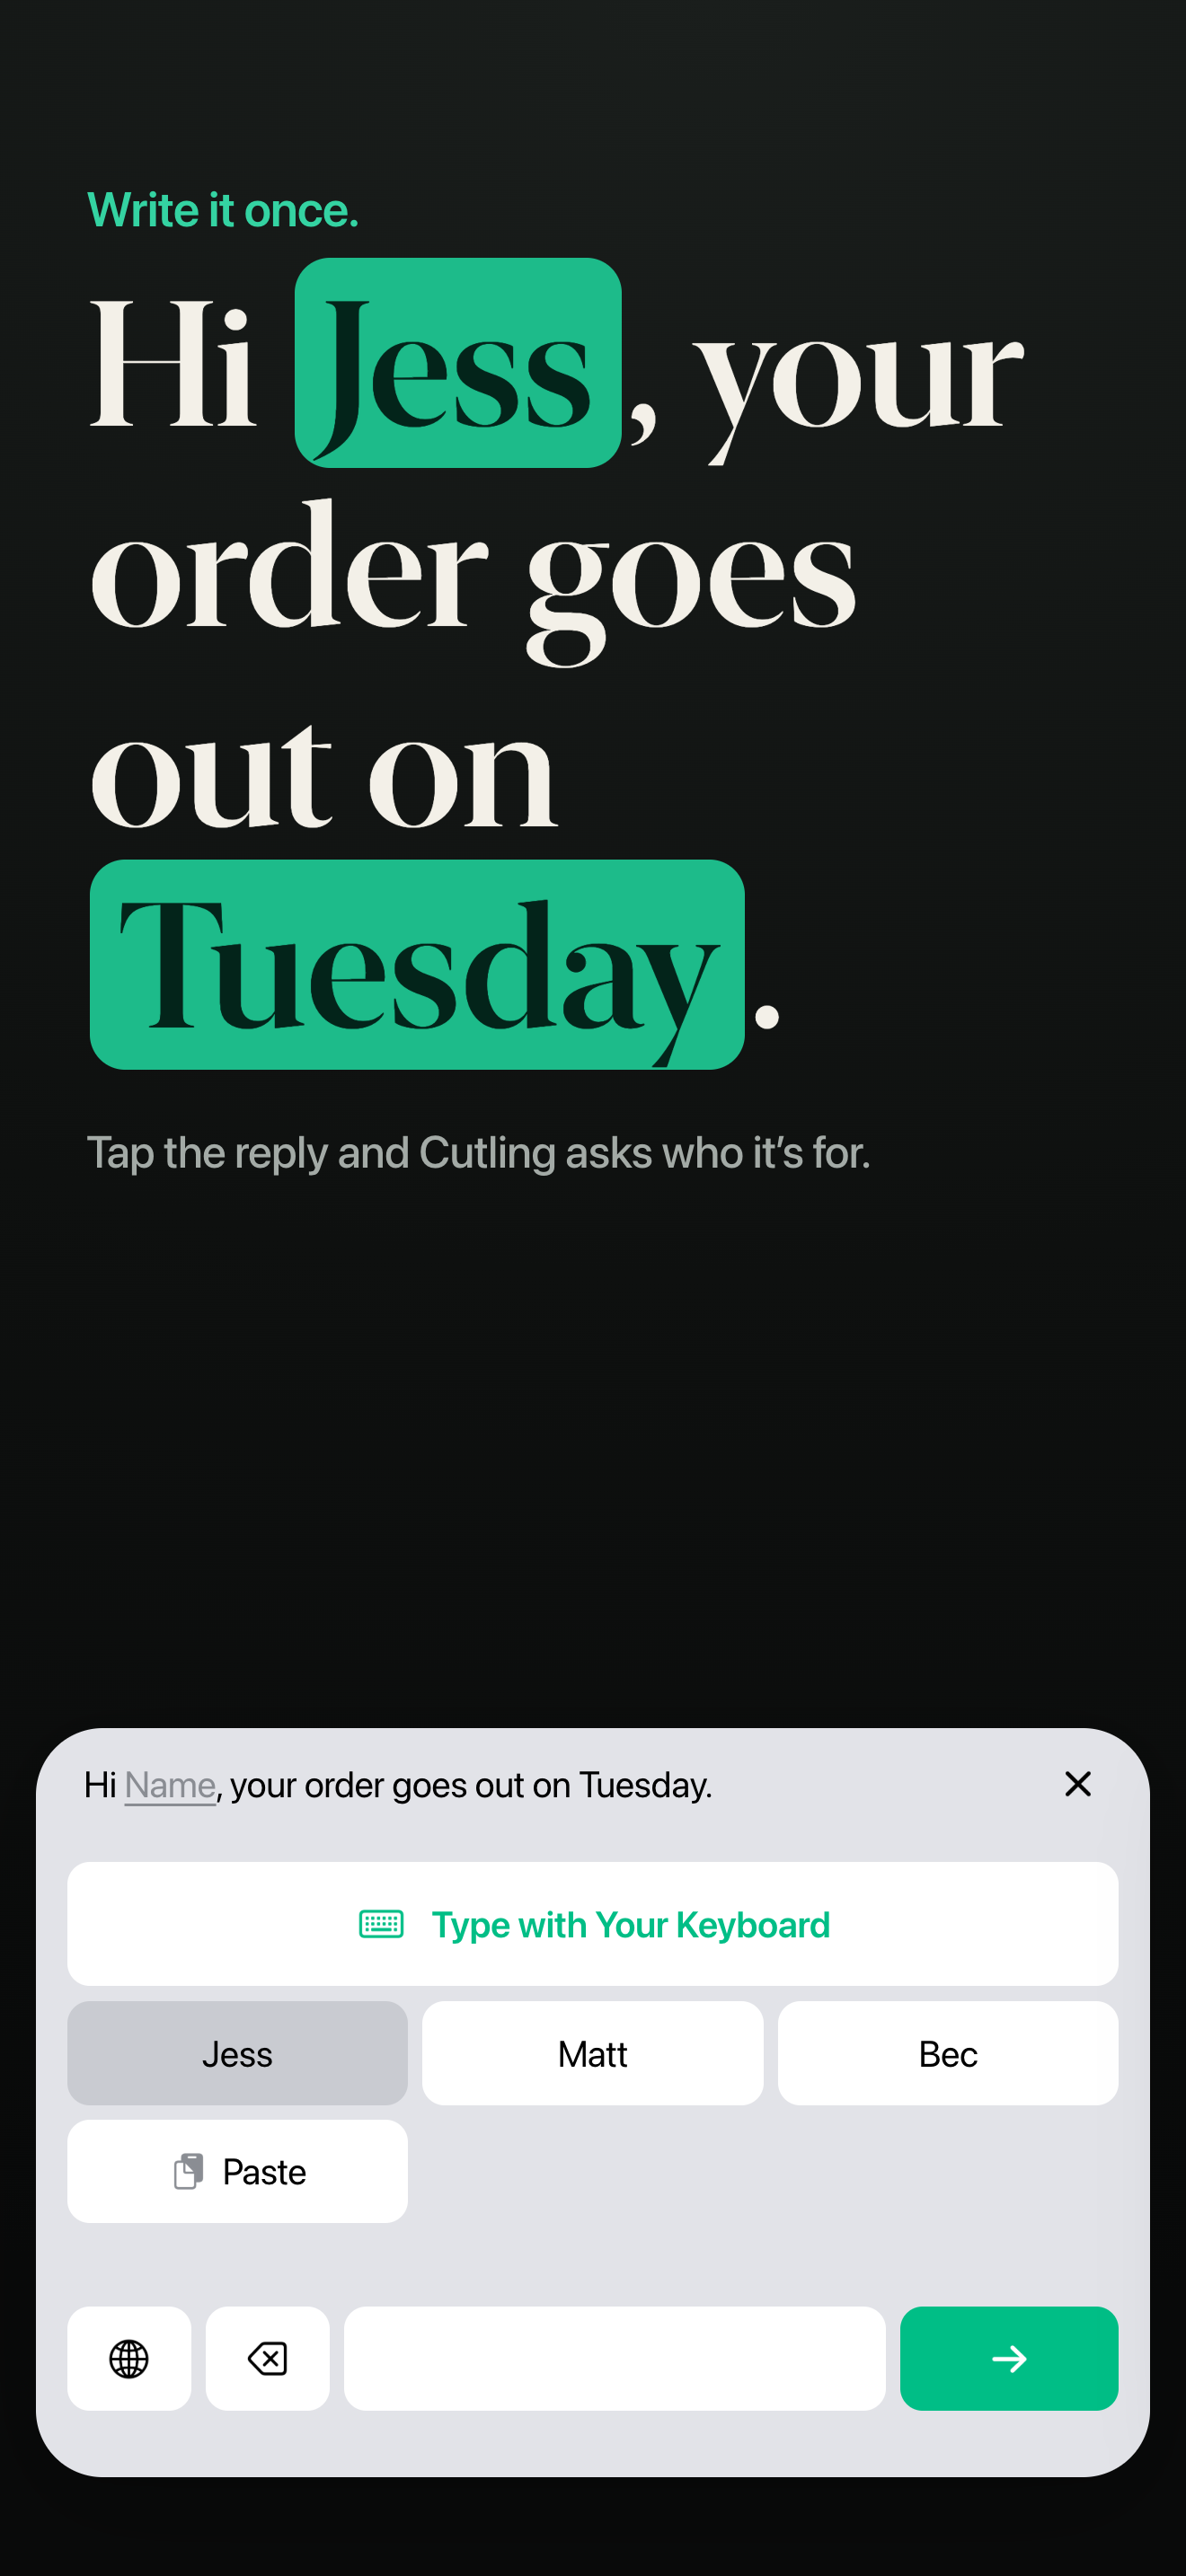 Write it once.
Hi Jess, your
order goes
out on
Tuesday.
Tap the reply and Cutling asks who it’s for.
Hi Name, your order goes out on Tuesday.
Type with Your Keyboard
Jess
Matt
Bec
Paste